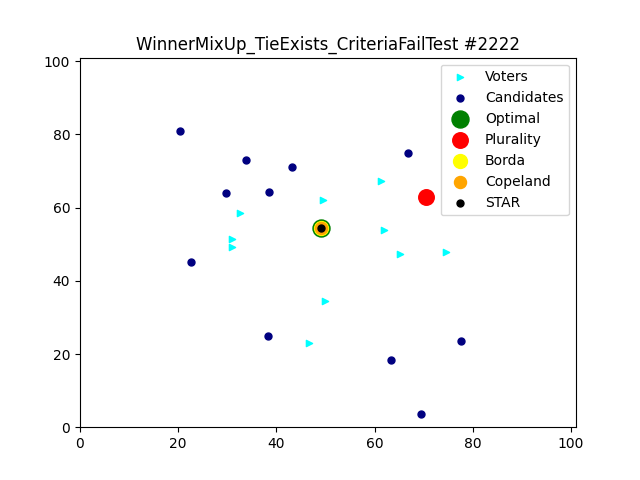 WinnerMixUp_TieExists_CriteriaFailTest #2222
100
80
60
40
20
0
0
20
40
60
80
100
Voters
Candidates
Optimal
Plurality
Borda
Copeland
STAR